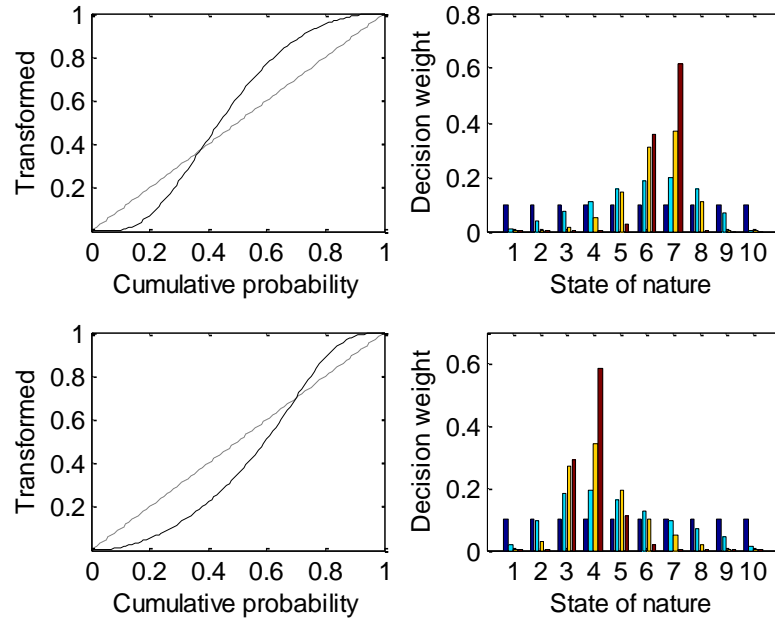 1
0.8
0.6
0.4
0.2
0 0.2 0.4 0.6 0.8 1
Transformed
Cumulative probability
0.8
0.6
0.4
0.2
0
1 2 3 4 5 6 7 8 9 10
Decision weight
State of nature
1
0.8
0.6
0.4
0.2
0 0.2 0.4 0.6 0.8 1
Transformed
Cumulative probability
0.6
0.4
0.2
0
1 2 3 4 5 6 7 8 9 10
Decision weight
State of nature